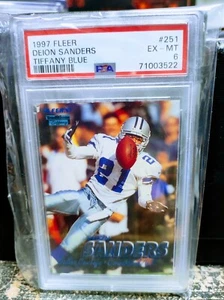 1997 FLEER #251
DEION SANDERS EX - MT
TIFFANY BLUE 6
PSA 71003522
21
SANDERS